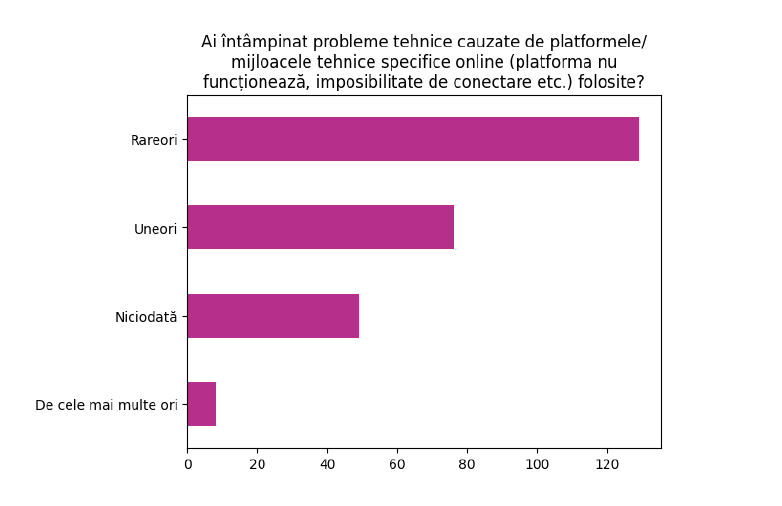 Ai întâmpinat probleme tehnice cauzate de platformele/
mijloacele tehnice specifice online (platforma nu
funcționează, imposibilitate de conectare etc.) folosite?
Rareori
Uneori
Niciodată
De cele mai multe ori
0 20 40 60 80 100 120